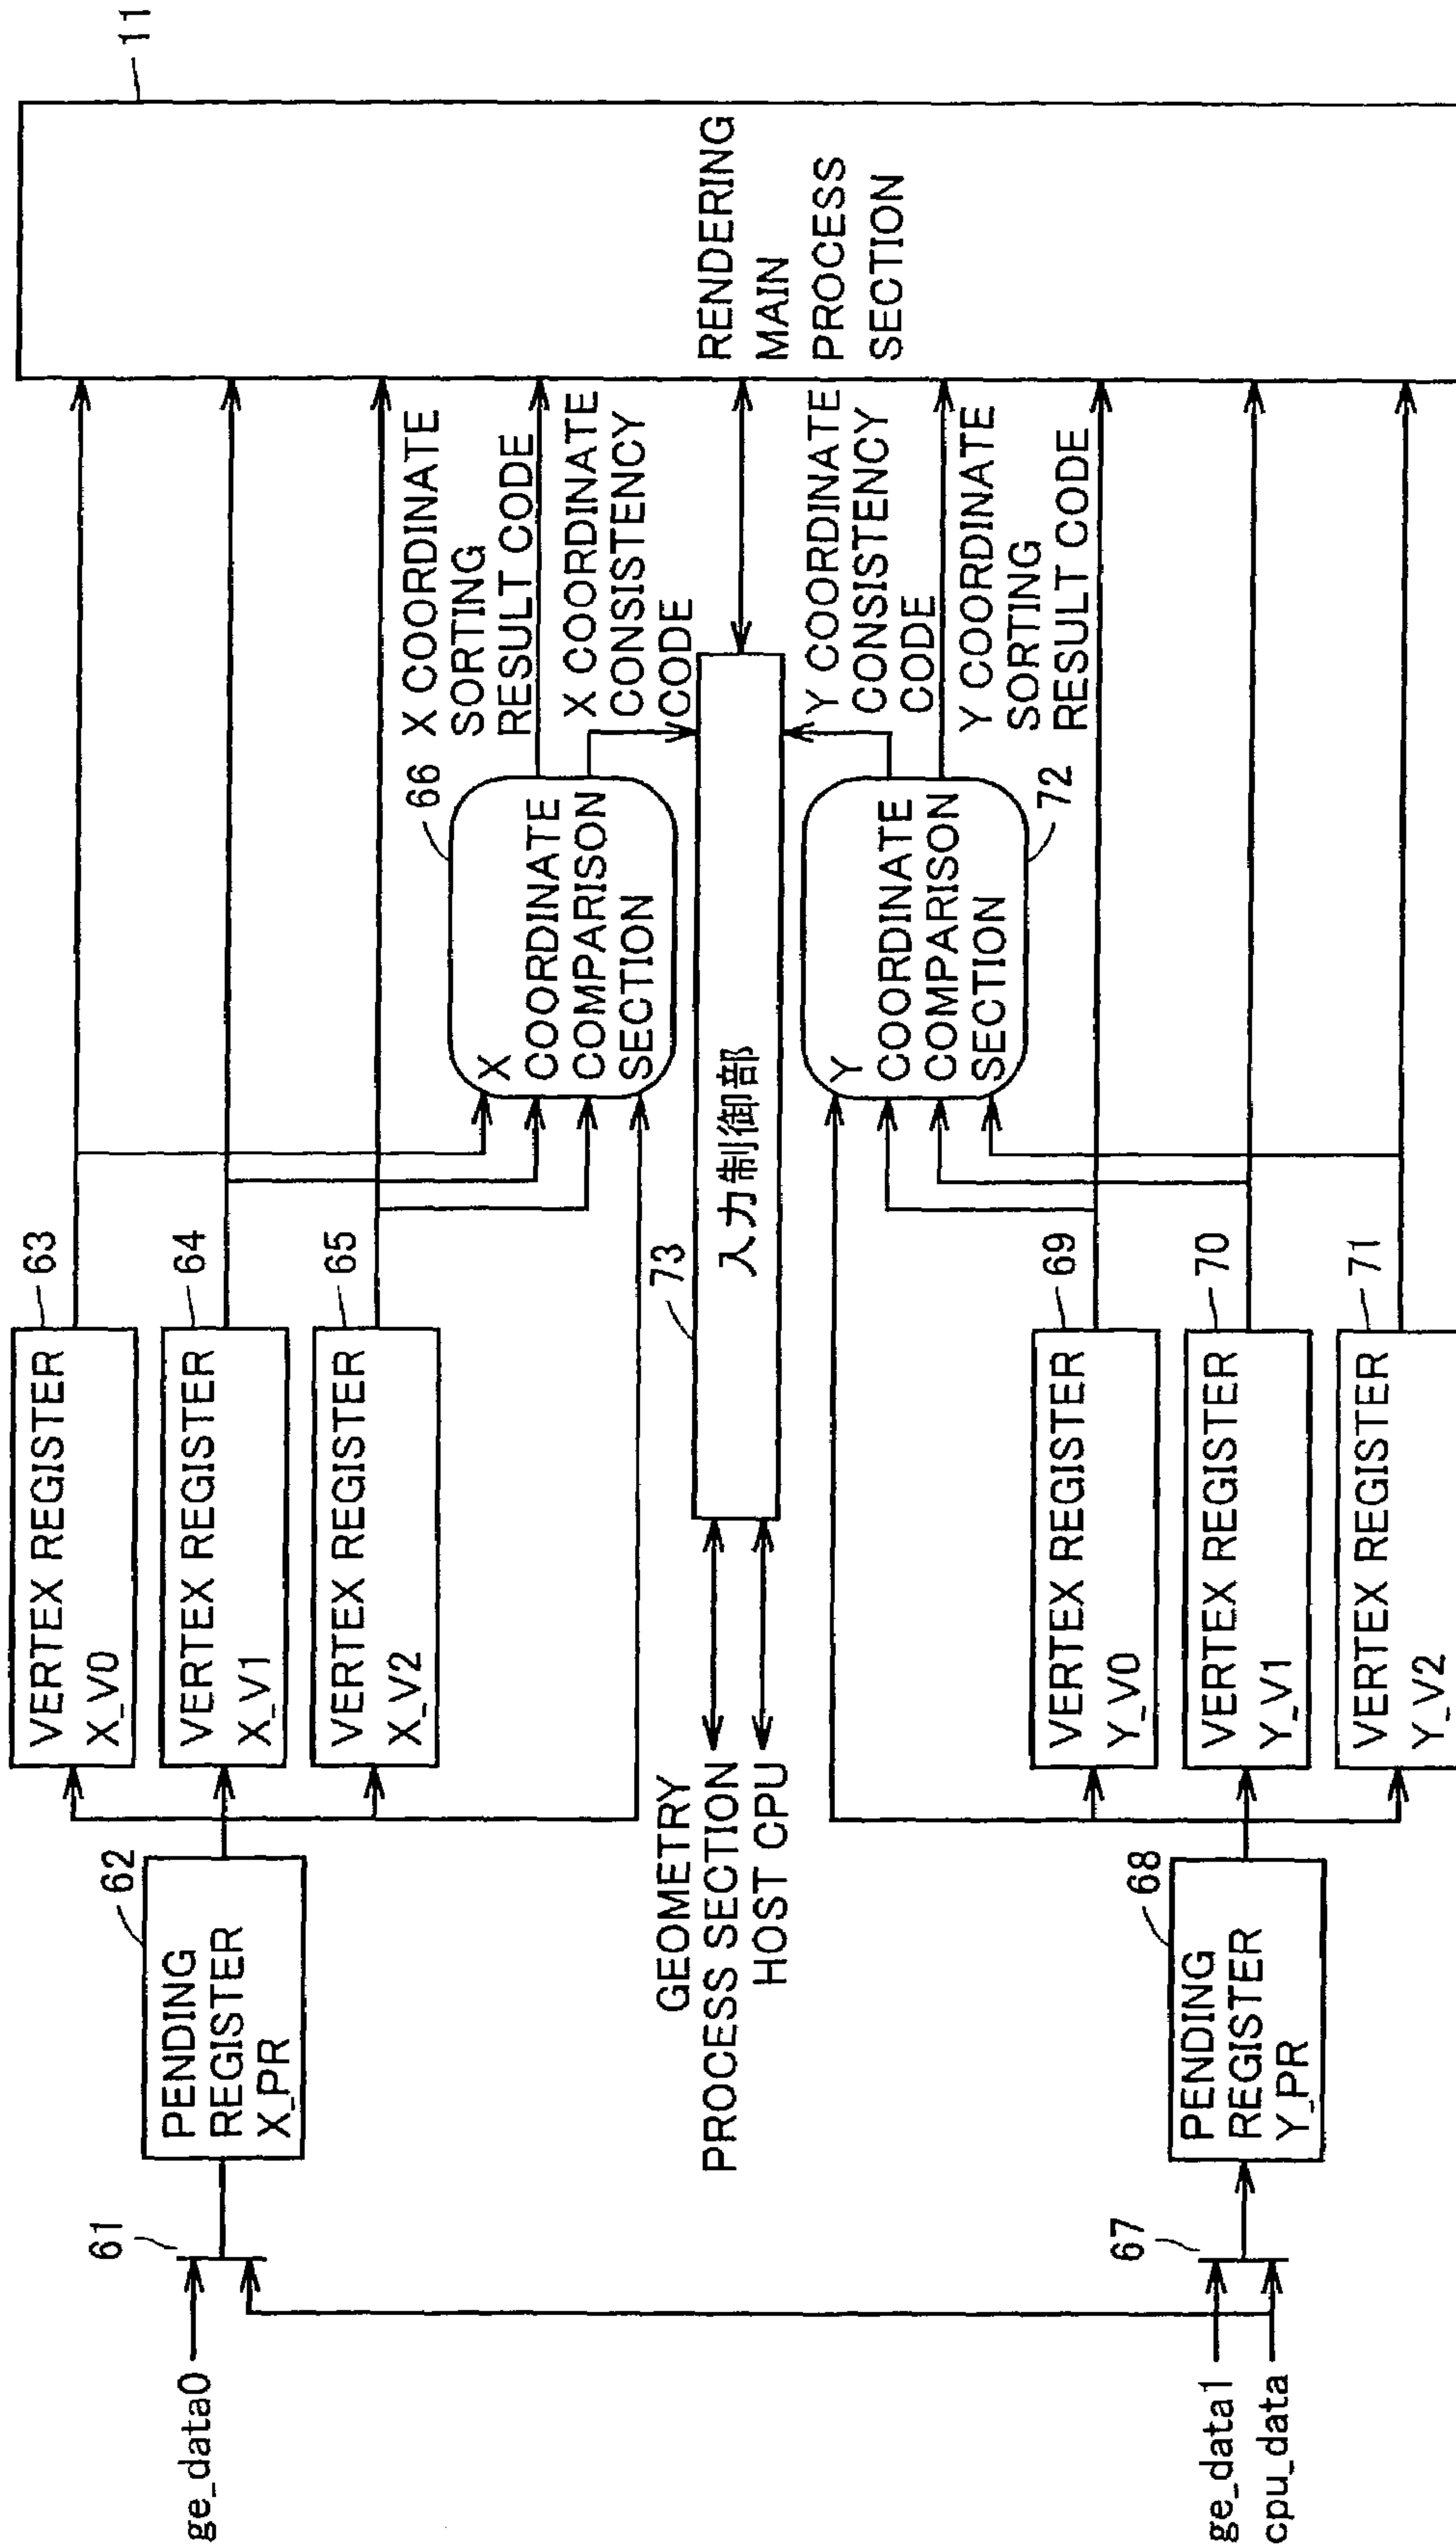 ge_data0
61
62
PENDING
REGISTER
X_PR
63
VERTEX REGISTER
X_V0
64
VERTEX REGISTER
X_V1
65
VERTEX REGISTER
X_V2
66
X
COORDINATE
COMPARISON
SECTION
X COORDINATE
SORTING
RESULT CODE
X COORDINATE
CONSISTENCY
CODE
GEOMETRY
PROCESS SECTION
HOST CPU
73
入力制御部
Y COORDINATE
CONSISTENCY
CODE
Y COORDINATE
SORTING
RESULT CODE
72
Y
COORDINATE
COMPARISON
SECTION
ge_data1
cpu_data
67
68
PENDING
REGISTER
Y_PR
69
VERTEX REGISTER
Y_V0
70
VERTEX REGISTER
Y_V1
71
VERTEX REGISTER
Y_V2
11
RENDERING
MAIN
PROCESS
SECTION